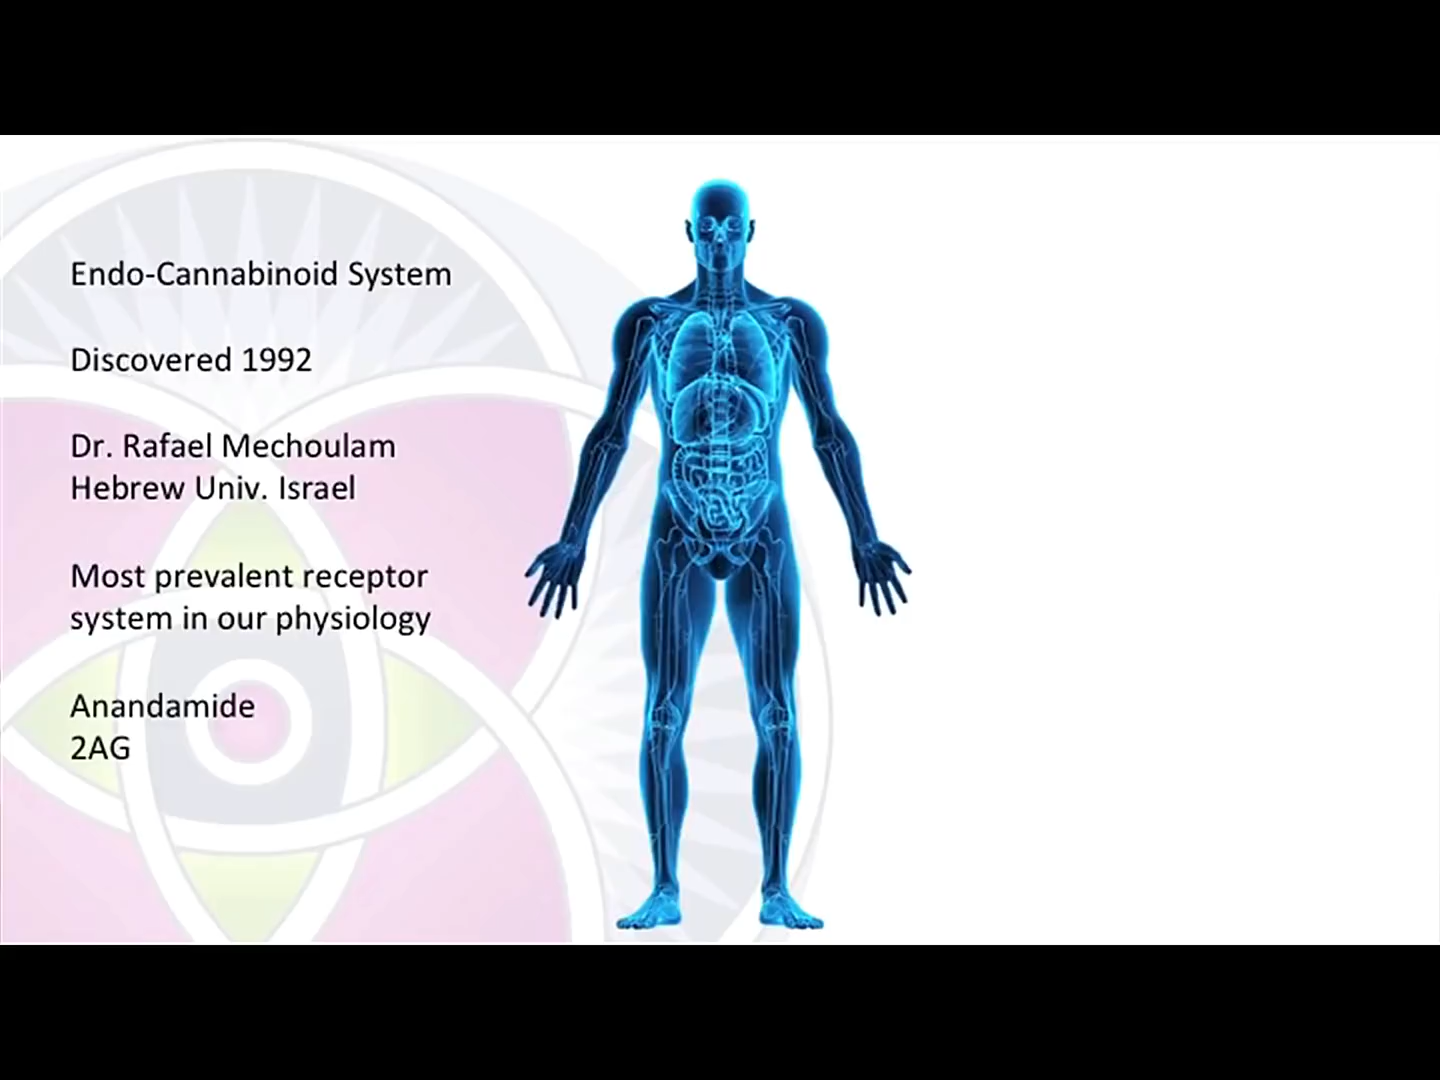 Endo-Cannabinoid System
Discovered 1992
Dr. Rafael Mechoulam
Hebrew Univ. Israel
Most prevalent receptor
system in our physiology
Anandamide
2AG